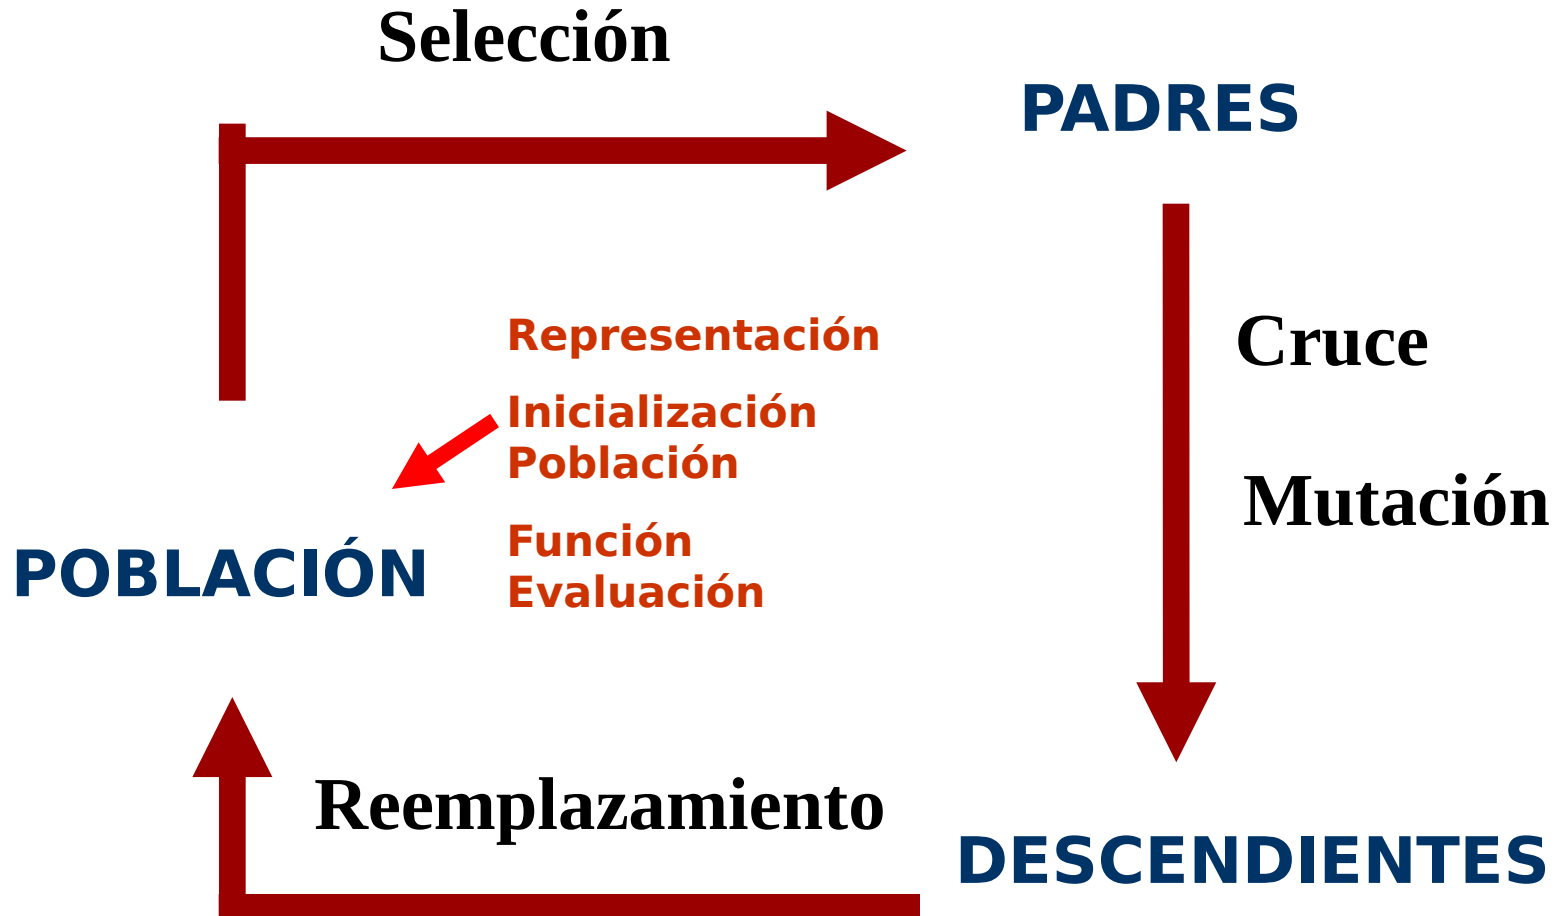 Selección
PADRES
Representación
Cruce
Inicialización
Población
Mutación
Función
POBLACIÓN
Evaluación
Reemplazamiento
DESCENDIENTES